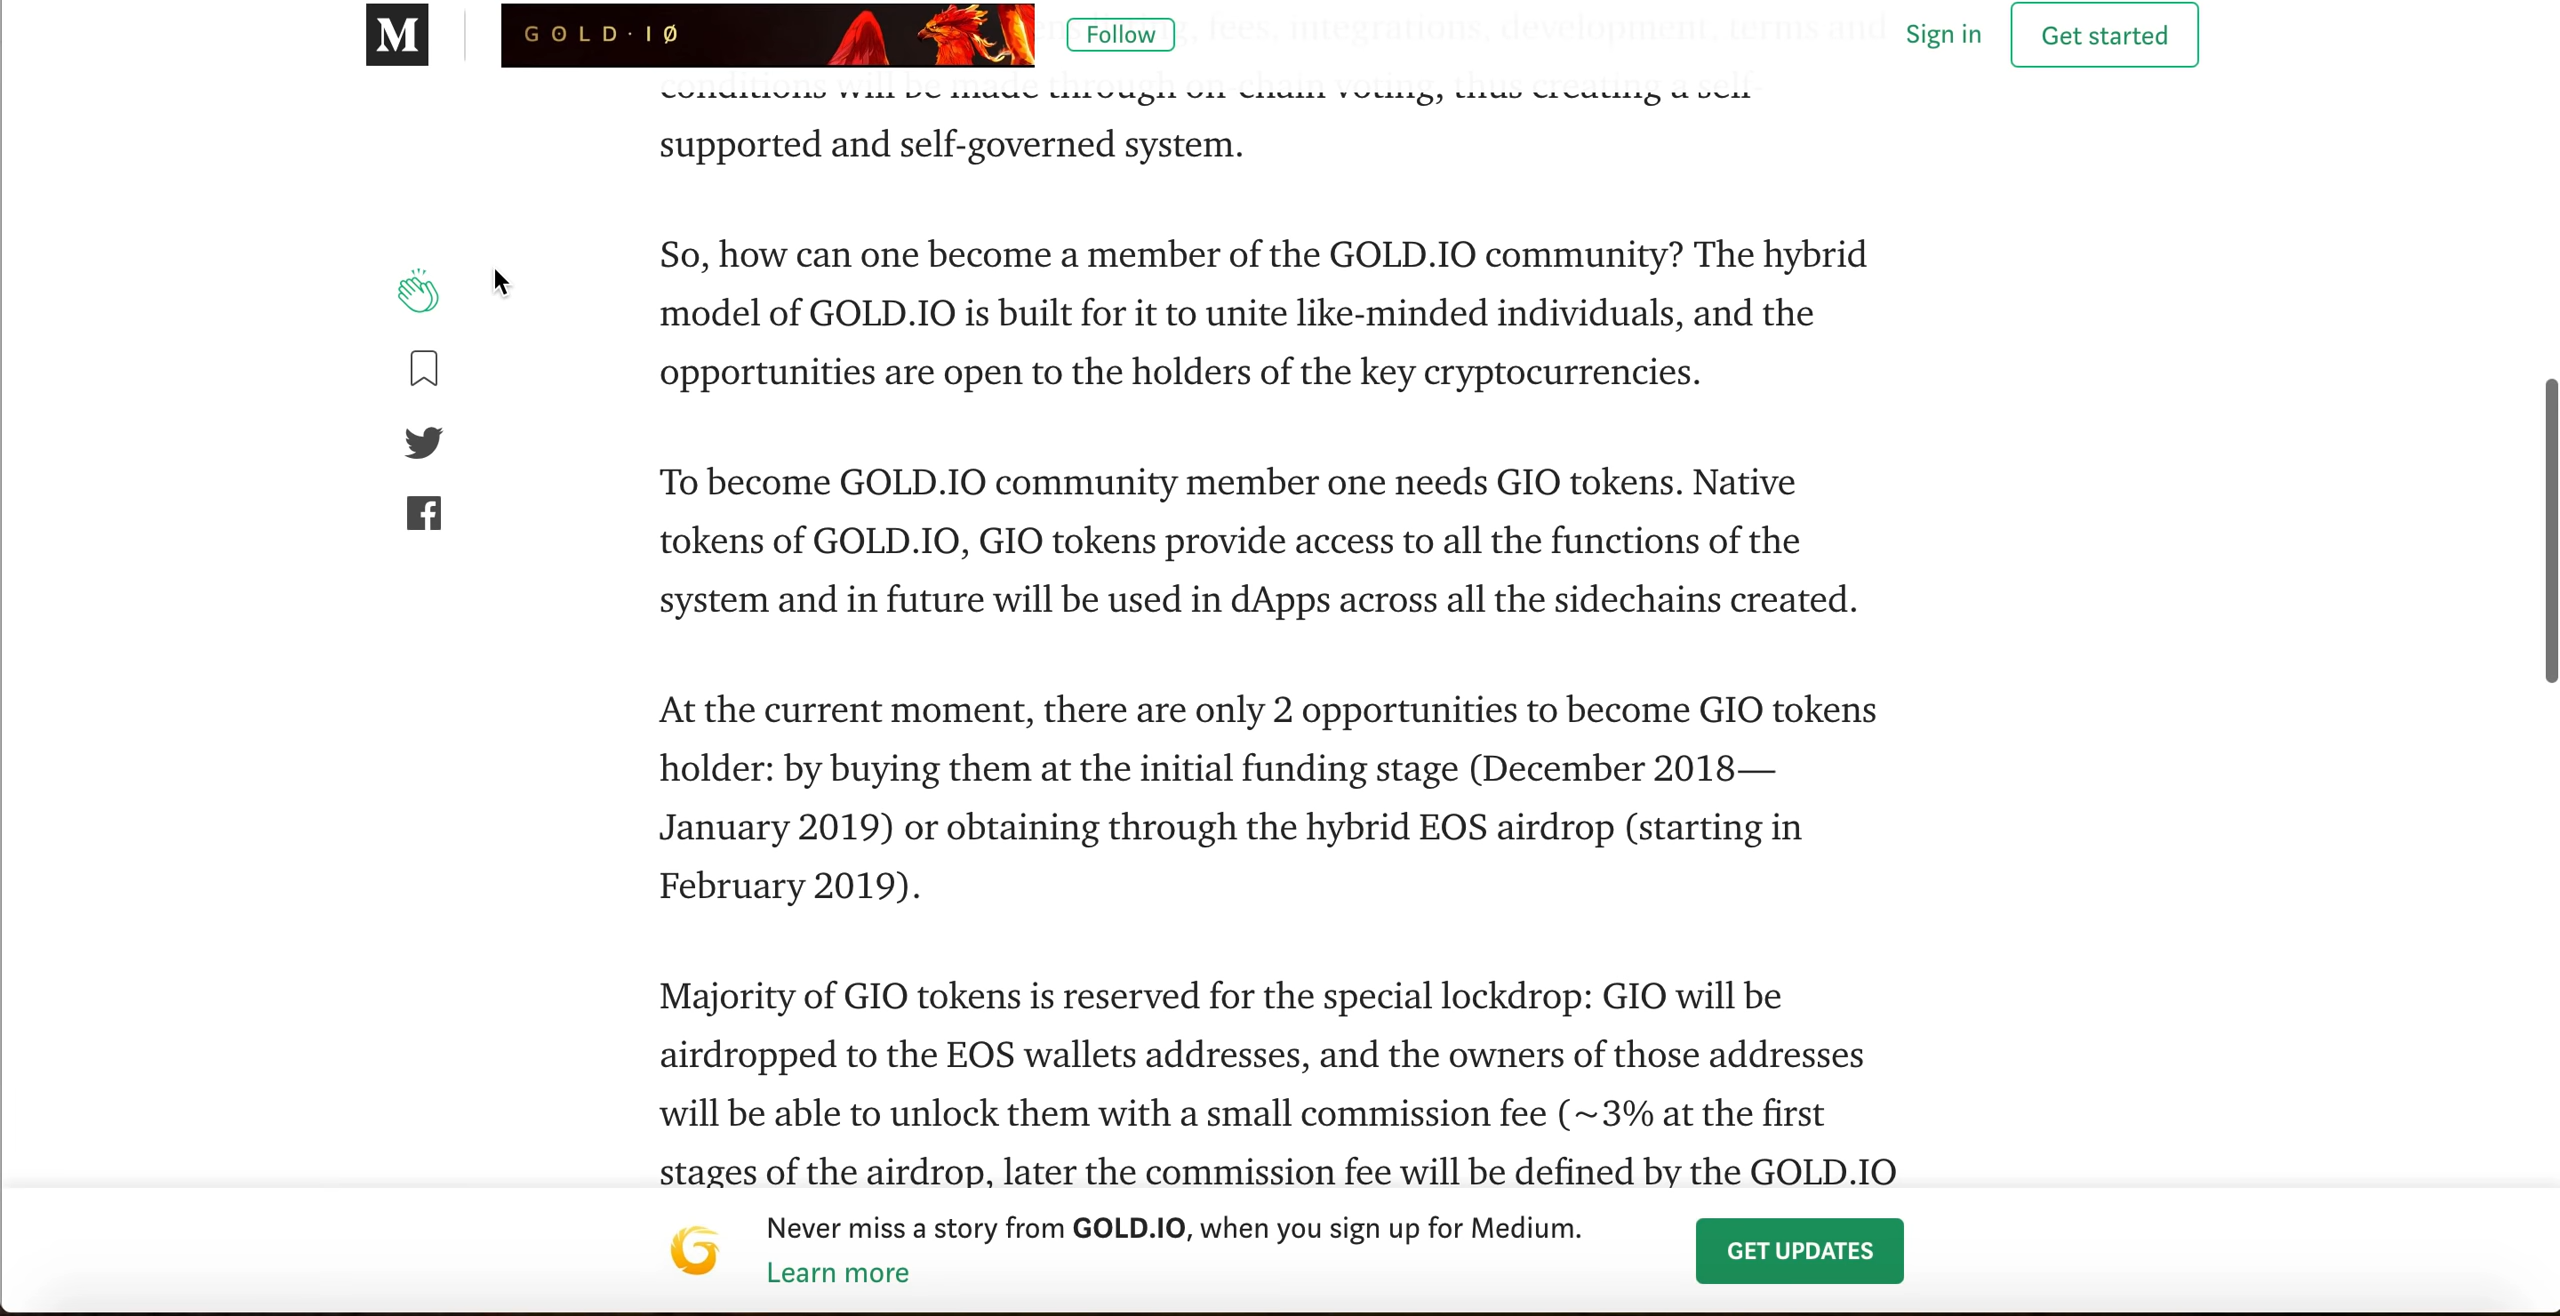 M
GOLD·IØ
Follow
fees, integrations, development, terms and
Sign in
Get started
conditions will be made through on-chain voting, thus creating a self-
supported and self-governed system.
So, how can one become a member of the GOLD.IO community? The hybrid
model of GOLD.IO is built for it to unite like-minded individuals, and the
opportunities are open to the holders of the key cryptocurrencies.
To become GOLD.IO community member one needs GIO tokens. Native
tokens of GOLD.IO, GIO tokens provide access to all the functions of the
system and in future will be used in dApps across all the sidechains created.
At the current moment, there are only 2 opportunities to become GIO tokens
holder: by buying them at the initial funding stage (December 2018—
January 2019) or obtaining through the hybrid EOS airdrop (starting in
February 2019).
Majority of GIO tokens is reserved for the special lockdrop: GIO will be
airdropped to the EOS wallets addresses, and the owners of those addresses
will be able to unlock them with a small commission fee (~3% at the first
stages of the airdrop, later the commission fee will be defined by the GOLD.IO
Never miss a story from GOLD.IO, when you sign up for Medium.
Learn more
GET UPDATES